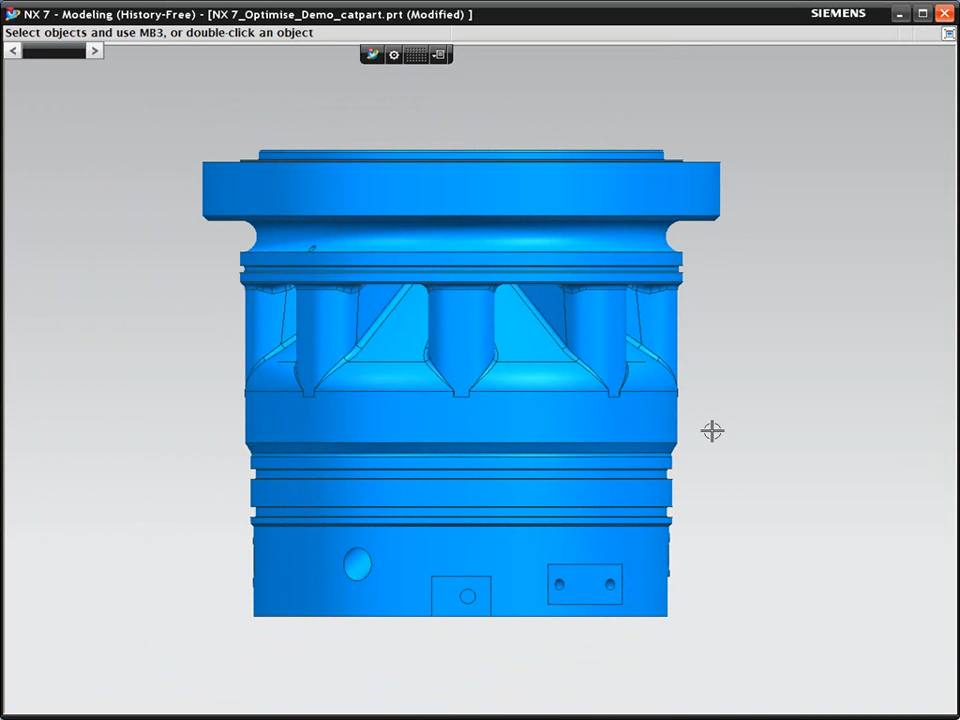 NX 7 - Modeling (History-Free) - [NX 7_Optimise_Demo_catpart.prt (Modified) ]
SIEMENS
Select objects and use MB3, or double-click an object